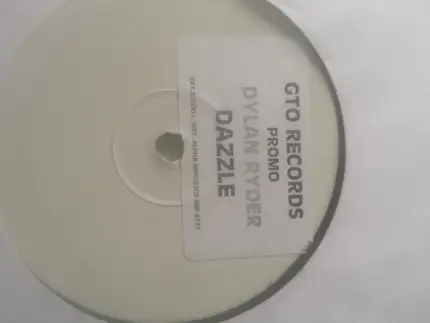 GTO RECORDS
PROMO
DYLAN RYDER
DAZZLE